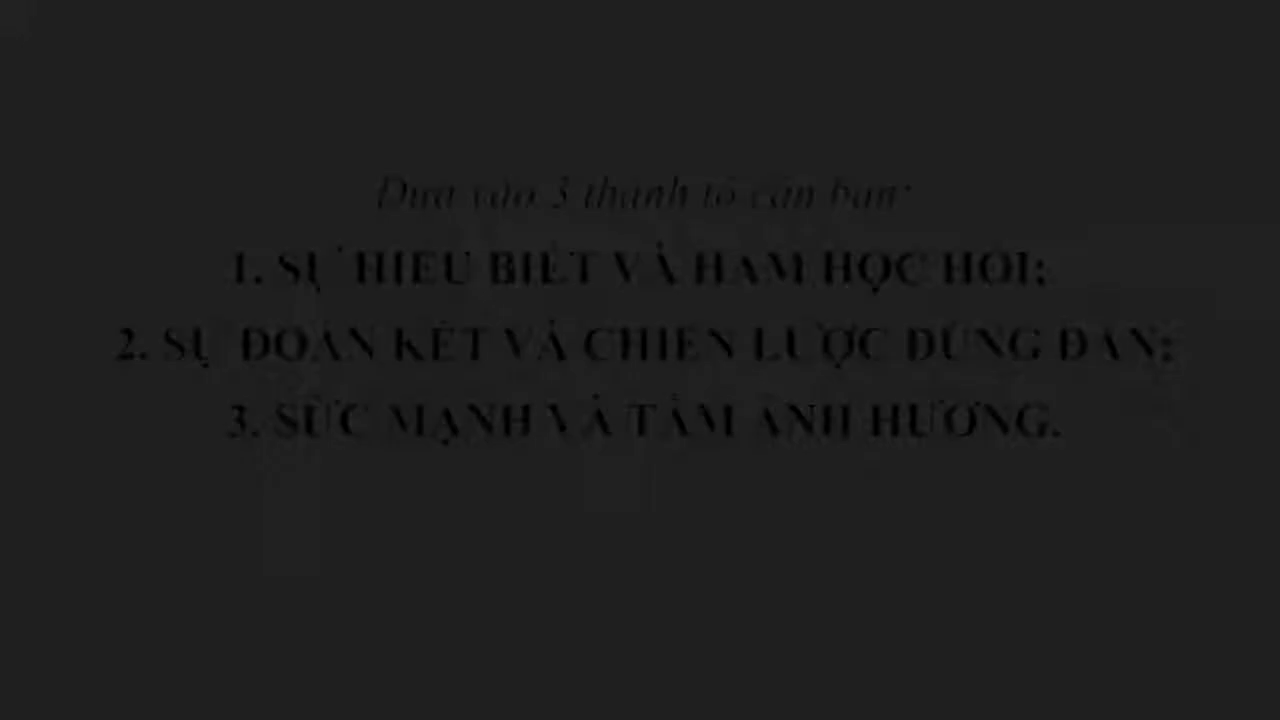 Dựa vào 3 thành tố căn bản:
1. SỰ HIỂU BIẾT VÀ HAM HỌC HỎI;
2. SỰ ĐOÀN KẾT VÀ CHIẾN LƯỢC ĐÚNG ĐẮN;
3. SỨC MẠNH VÀ TẦM ẢNH HƯỞNG.